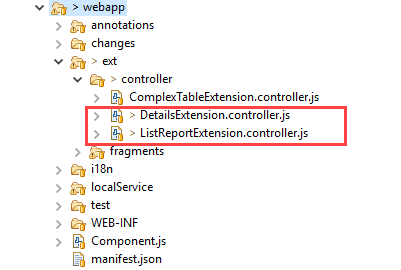 > webapp
annotations
changes
> ext
> controller
ComplexTableExtension.controller.js
> DetailsExtension.controller.js
> ListReportExtension.controller.js
> fragments
i18n
localService
test
WEB-INF
Component.js
manifest.json